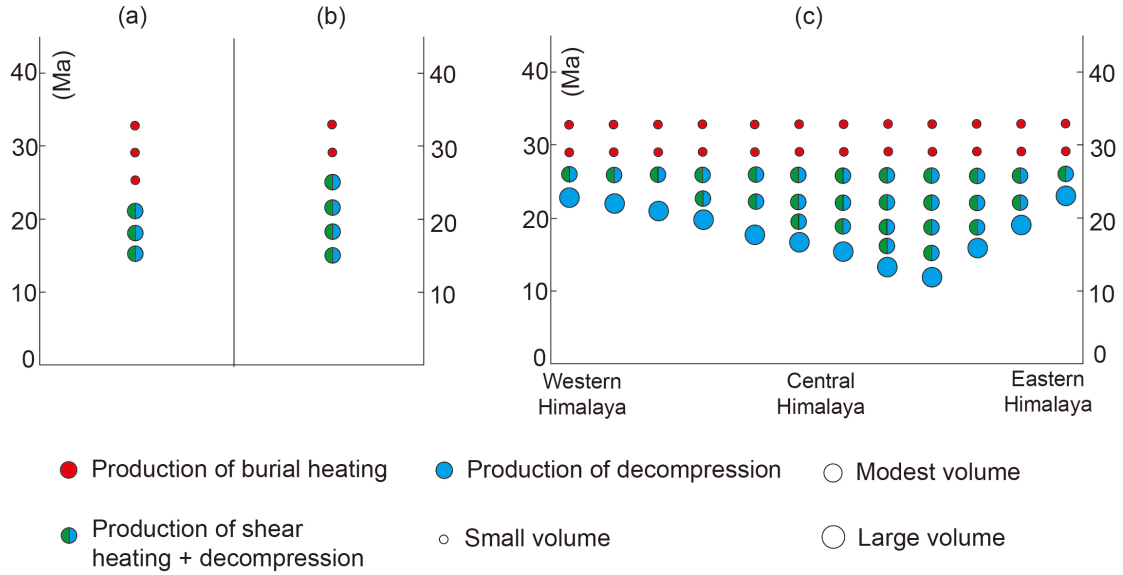 (a)
(b)
(c)
(Ma)
40
30
20
10
0
40
30
20
10
(Ma)
40
30
20
10
0
40
30
20
10
0
Western
Himalaya
Central
Himalaya
Eastern
Himalaya
Production of burial heating
Production of decompression
Modest volume
Production of shear
heating + decompression
Small volume
Large volume